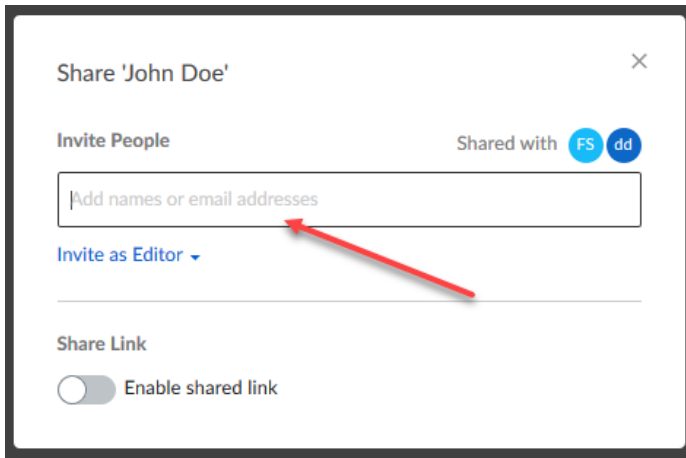 Share 'John Doe'
Invite People
Shared with FS dd
Add names or email addresses
Invite as Editor
Share Link
Enable shared link